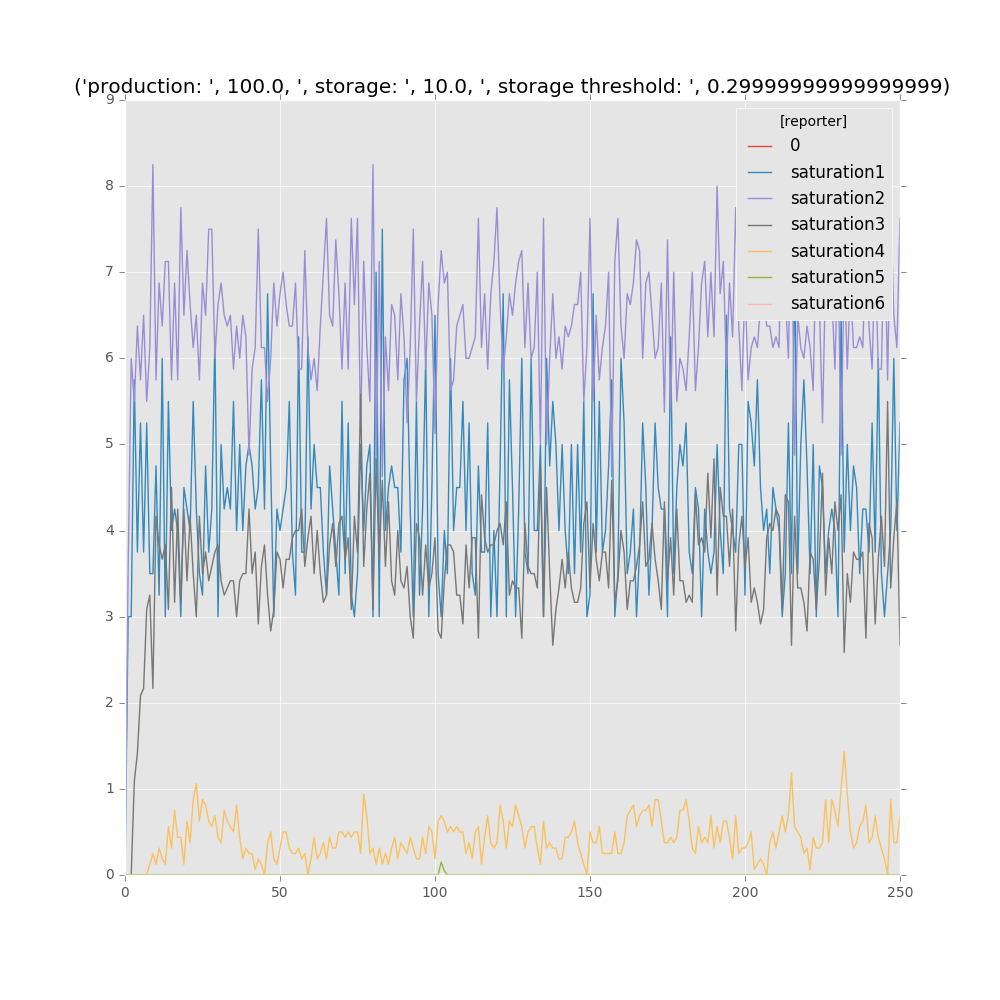 ('production: ', 100.0, ', storage: ', 10.0, ', storage threshold: ', 0.29999999999999999)
9
8
7
6
5
4
3
2
1
0
0
50
100
150
200
250
[reporter]
0
saturation1
saturation2
saturation3
saturation4
saturation5
saturation6